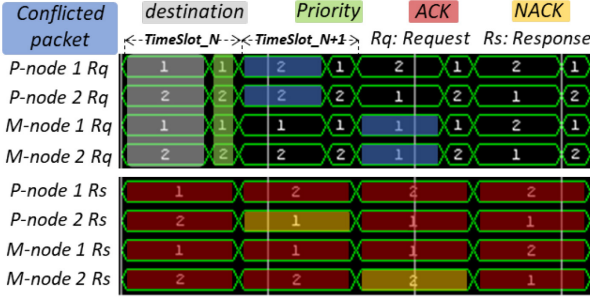 Conflicted packet destination Priority ACK NACK
TimeSlot_N TimeSlot_N+1 Rq: Request Rs: Response
P-node 1 Rq 1 1 2 1 2 1 2 1
P-node 2 Rq 2 2 2 2 1 2 1 2
M-node 1 Rq 1 1 1 1 1 1 2 1
M-node 2 Rq 2 2 2 2 1 2 1 2
P-node 1 Rs 1 2 2 2
P-node 2 Rs 2 1 1 1
M-node 1 Rs 1 1 1 2
M-node 2 Rs 2 2 2 1